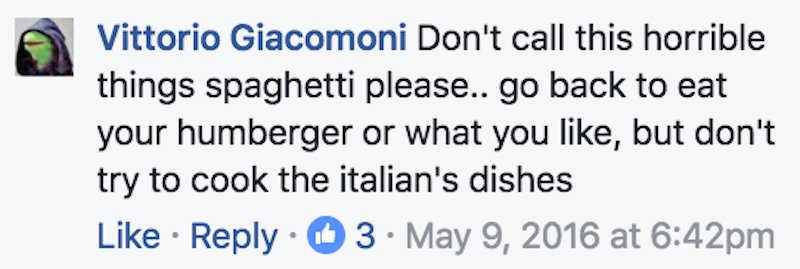 Vittorio Giacomoni Don't call this horrible
things spaghetti please.. go back to eat
your humberger or what you like, but don't
try to cook the italian's dishes
Like · Reply · 3 · May 9, 2016 at 6:42pm